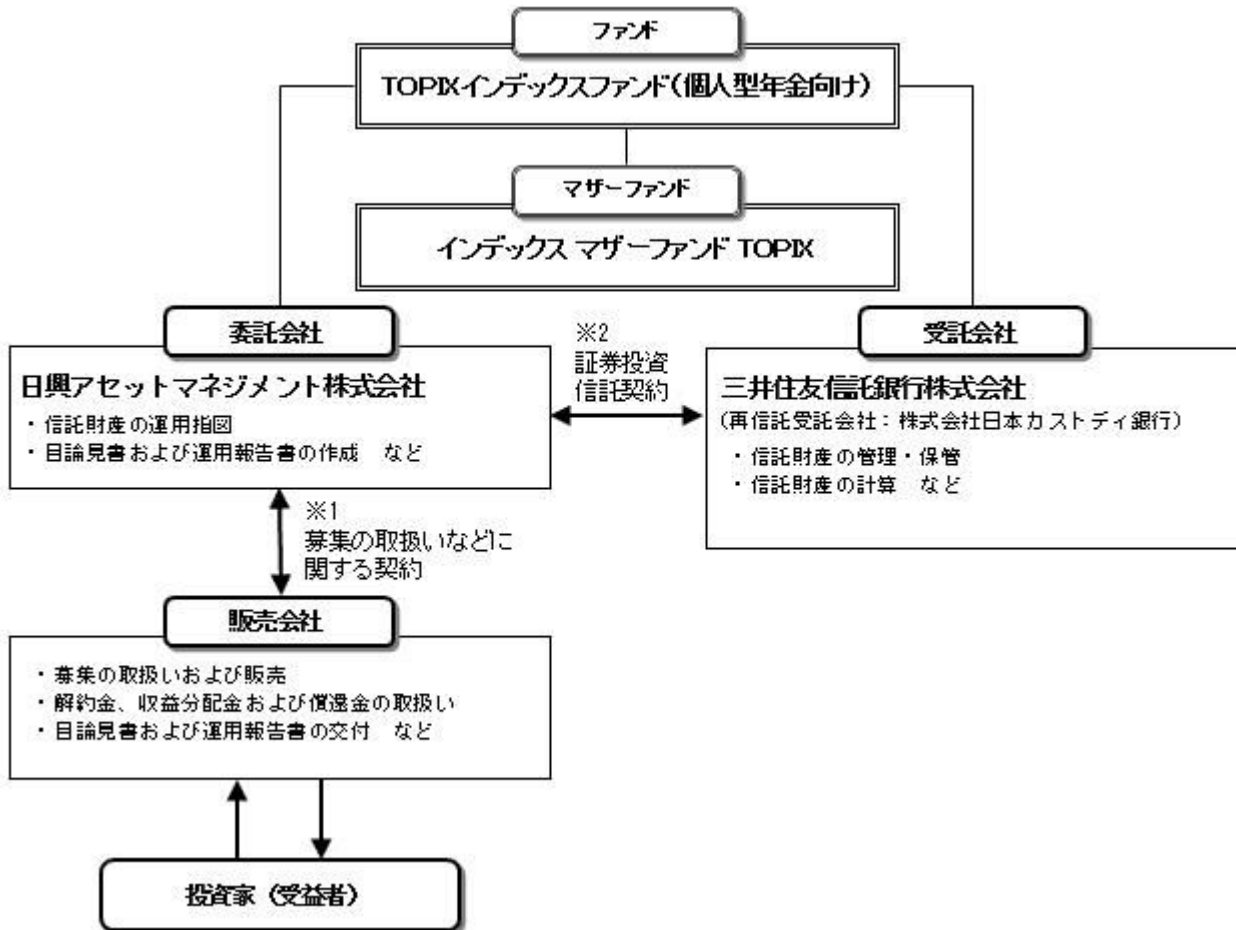 ファンド
TOPIXインデックスファンド(個人型年金向け)
マザーファンド
インデックス マザーファンド TOPIX
委託会社
日興アセットマネジメント株式会社
・信託財産の運用指図
・目論見書および運用報告書の作成 など
※2
証券投資
信託契約
受託会社
三井住友信託銀行株式会社
(再信託受託会社:株式会社日本カストディ銀行)
・信託財産の管理・保管
・信託財産の計算 など
※1
募集の取扱いなどに
関する契約
販売会社
・募集の取扱いおよび販売
・解約金、収益分配金および償還金の取扱い
・目論見書および運用報告書の交付 など
投資家(受益者)